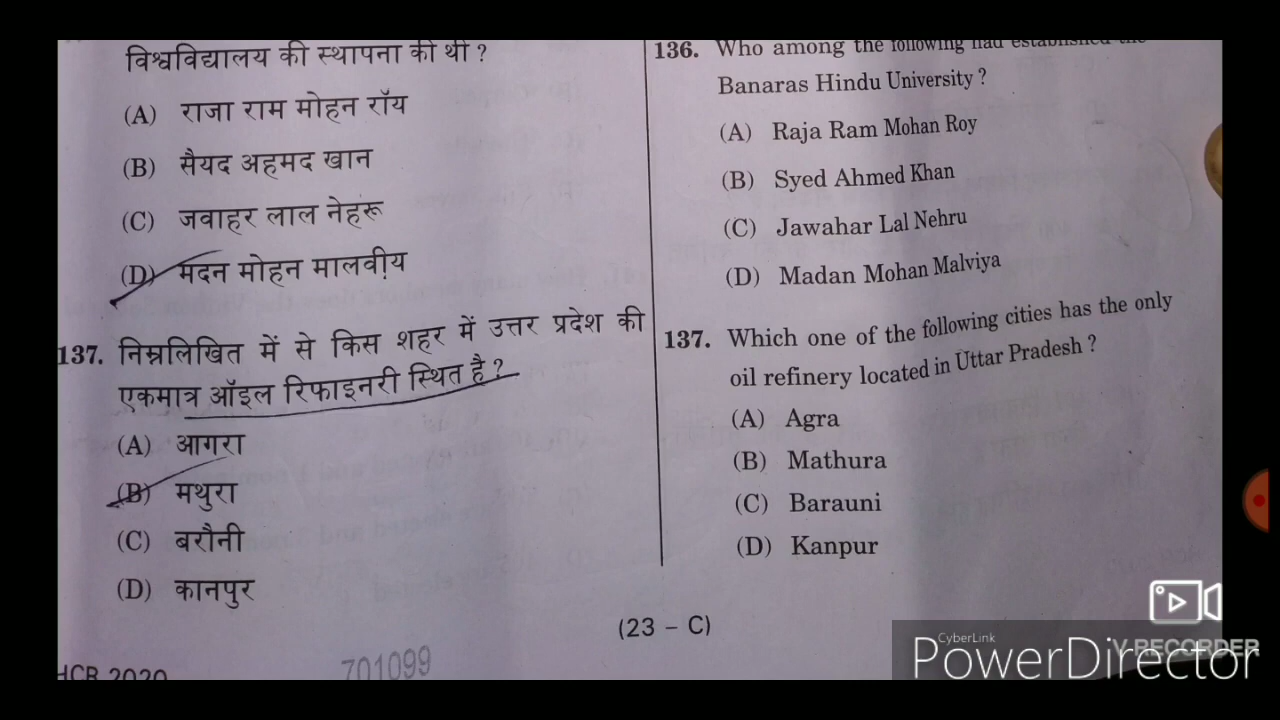 विश्वविद्यालय की स्थापना की थी ?
(A) राजा राम मोहन रॉय
(B) सैयद अहमद खान
(C) जवाहर लाल नेहरू
(D) मदन मोहन मालवीय
137. निम्नलिखित में से किस शहर में उत्तर प्रदेश की
एकमात्र ऑइल रिफाइनरी स्थित है ?
(A) आगरा
(B) मथुरा
(C) बरौनी
(D) कानपुर
136. Who among the following had established the
Banaras Hindu University ?
(A) Raja Ram Mohan Roy
(B) Syed Ahmed Khan
(C) Jawahar Lal Nehru
(D) Madan Mohan Malviya
137. Which one of the following cities has the only
oil refinery located in Uttar Pradesh ?
(A) Agra
(B) Mathura
(C) Barauni
(D) Kanpur
(23 – C)
HCR 2020
701099
V RECORDER
CyberLink
PowerDirector